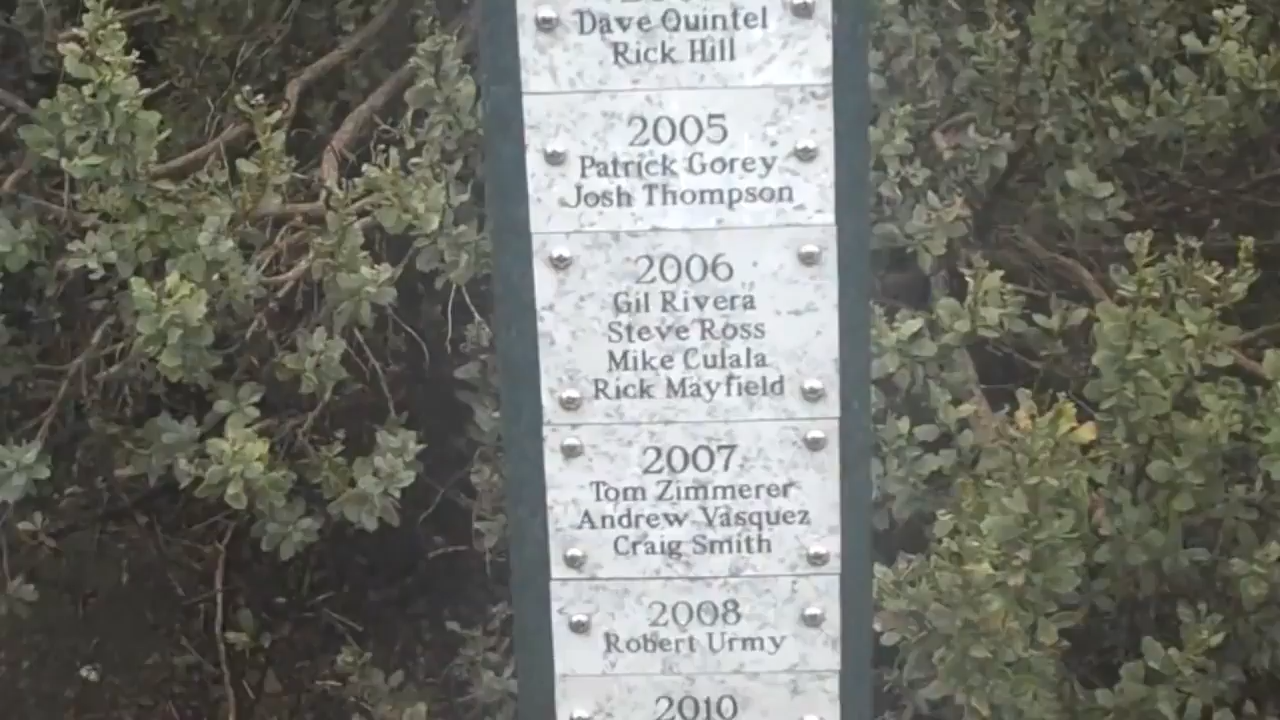 Dave Quintel
Rick Hill
2005
Patrick Gorey
Josh Thompson
2006
Gil Rivera
Steve Ross
Mike Culala
Rick Mayfield
2007
Tom Zimmerer
Andrew Vasquez
Craig Smith
2008
Robert Urmy
2010